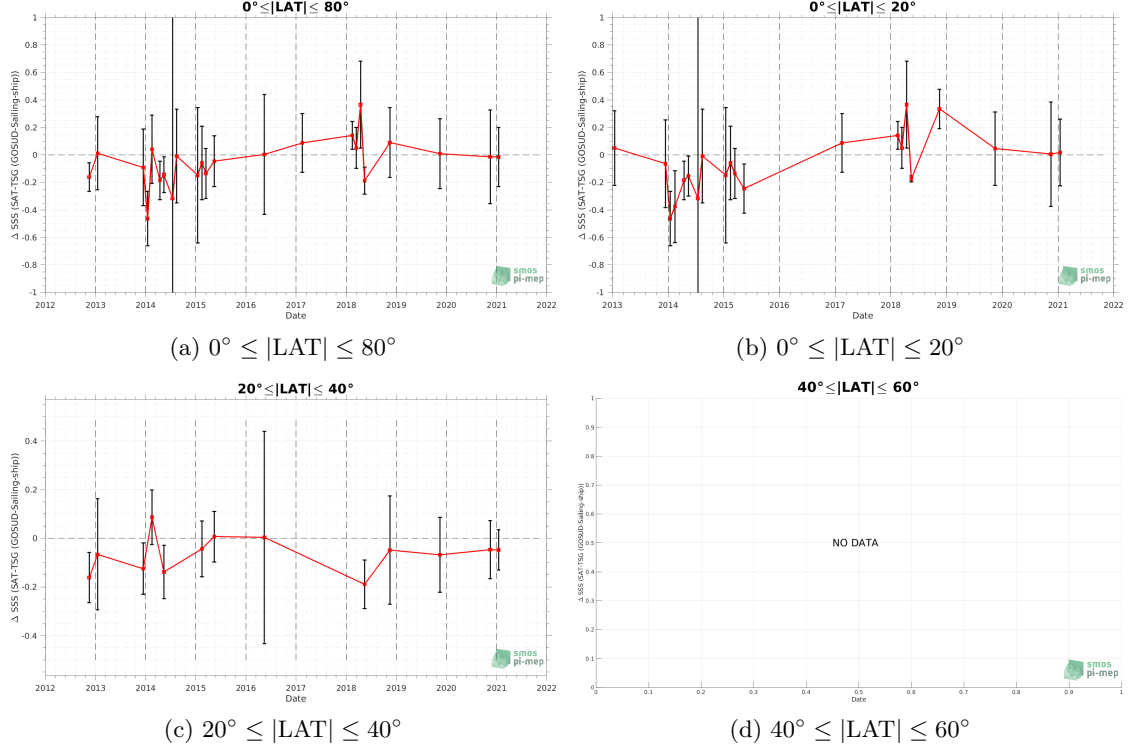 0°≤|LAT|≤ 80°
1
0.8
0.6
0.4
0.2
0
-0.2
-0.4
-0.6
-0.8
-1
Δ SSS (SAT-TSG (GOSUD-Sailing-ship))
2012 2013 2014 2015 2016 2017 2018 2019 2020 2021 2022
Date
smos
pi-mep
(a) 0° ≤ |LAT| ≤ 80°
0°≤|LAT|≤ 20°
1
0.8
0.6
0.4
0.2
0
-0.2
-0.4
-0.6
-0.8
-1
Δ SSS (SAT-TSG (GOSUD-Sailing-ship))
2013 2014 2015 2016 2017 2018 2019 2020 2021 2022
Date
smos
pi-mep
(b) 0° ≤ |LAT| ≤ 20°
20°≤|LAT|≤ 40°
0.4
0.2
0
-0.2
-0.4
Δ SSS (SAT-TSG (GOSUD-Sailing-ship))
2012 2013 2014 2015 2016 2017 2018 2019 2020 2021 2022
Date
smos
pi-mep
(c) 20° ≤ |LAT| ≤ 40°
40°≤|LAT|≤ 60°
1
0.9
0.8
0.7
0.6
0.5
0.4
0.3
0.2
0.1
0
Δ SSS (SAT-TSG (GOSUD-Sailing-ship))
NO DATA
0 0.1 0.2 0.3 0.4 0.5 0.6 0.7 0.8 0.9 1
Date
smos
pi-mep
(d) 40° ≤ |LAT| ≤ 60°